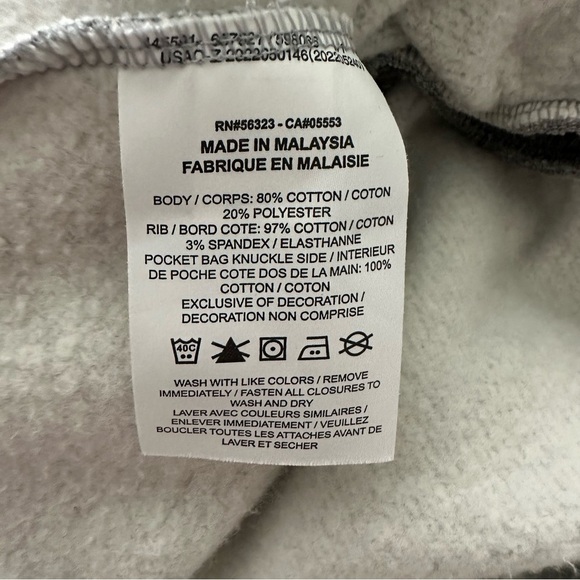 RN#56323 - CA#05553
MADE IN MALAYSIA
FABRIQUE EN MALAISIE
BODY / CORPS: 80% COTTON / COTON
20% POLYESTER
RIB / BORD COTE: 97% COTTON / COTON
3% SPANDEX / ELASTHANNE
POCKET BAG KNUCKLE SIDE / INTERIEUR
DE POCHE COTE DOS DE LA MAIN: 100%
COTTON / COTON
EXCLUSIVE OF DECORATION /
DECORATION NON COMPRISE
40C
WASH WITH LIKE COLORS / REMOVE
IMMEDIATELY / FASTEN ALL CLOSURES TO
WASH AND DRY
LAVER AVEC COULEURS SIMILAIRES /
ENLEVER IMMEDIATEMENT / VEUILLEZ
BOUCLER TOUTES LES ATTACHES AVANT DE
LAVER ET SECHER